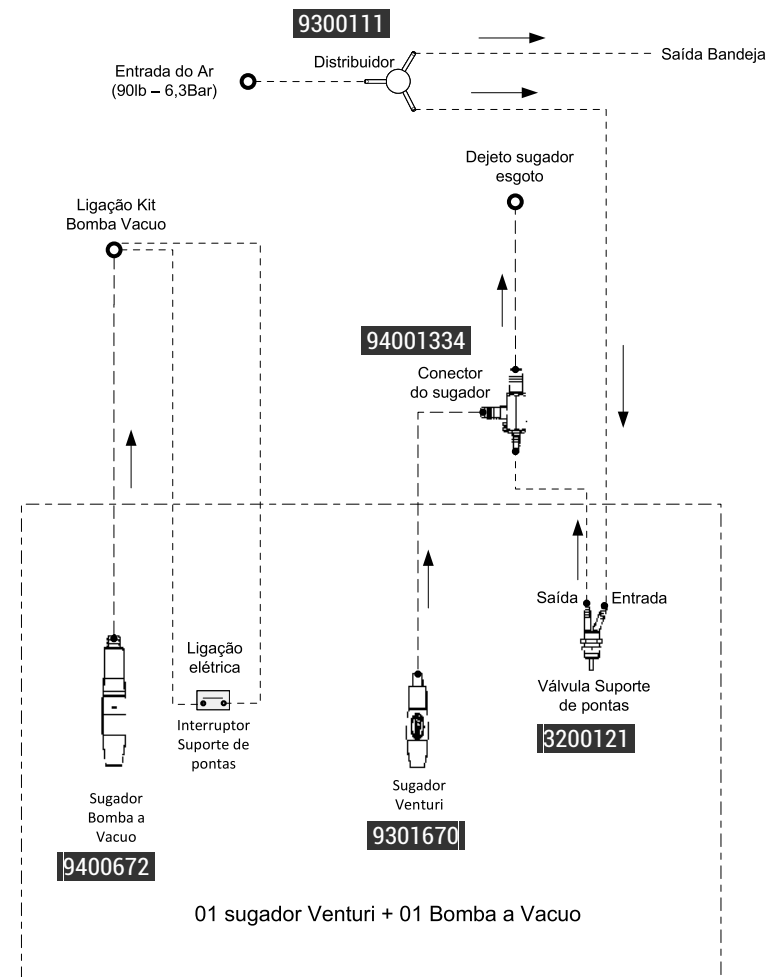 9300111
Distribuidor
Saída Bandeja
Entrada do Ar
(90lb – 6,3Bar)
Dejeto sugador
esgoto
Ligação Kit
Bomba Vacuo
94001334
Conector
do sugador
Saída
Entrada
Ligação
elétrica
Válvula Suporte
de pontas
3200121
Interruptor
Suporte de
pontas
Sugador
Venturi
9301670
Sugador
Bomba a
Vacuo
9400672
01 sugador Venturi + 01 Bomba a Vacuo